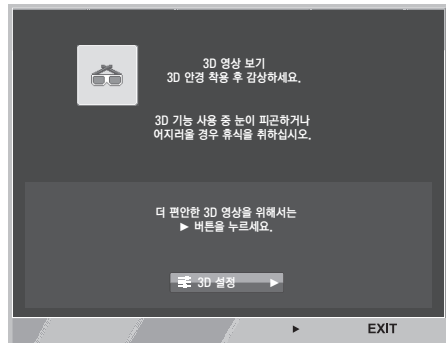 3D 영상 보기
3D 안경 착용 후 감상하세요.
3D 기능 사용 중 눈이 피곤하거나
어지러울 경우 휴식을 취하십시오.
더 편안한 3D 영상을 위해서는
► 버튼을 누르세요.
3D 설정 ►
► EXIT